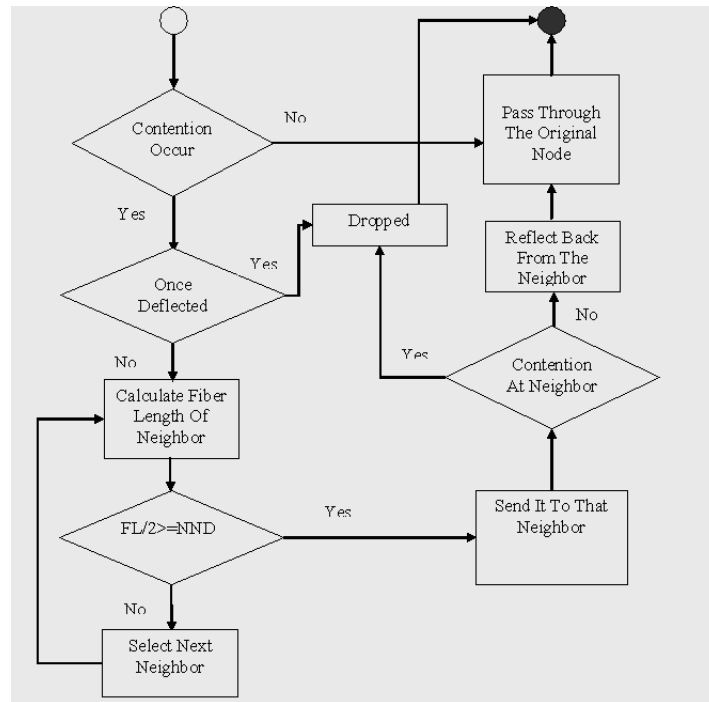 Contention
Occur
No
Pass Through
The Original
Node
Yes
Dropped
Reflect Back
From The
Neighbor
Once
Deflected
Yes
No
No
Yes
Contention
At Neighbor
Calculate Fiber
Length Of
Neighbor
FL/2>=NND
Yes
Send It To That
Neighbor
No
Select Next
Neighbor